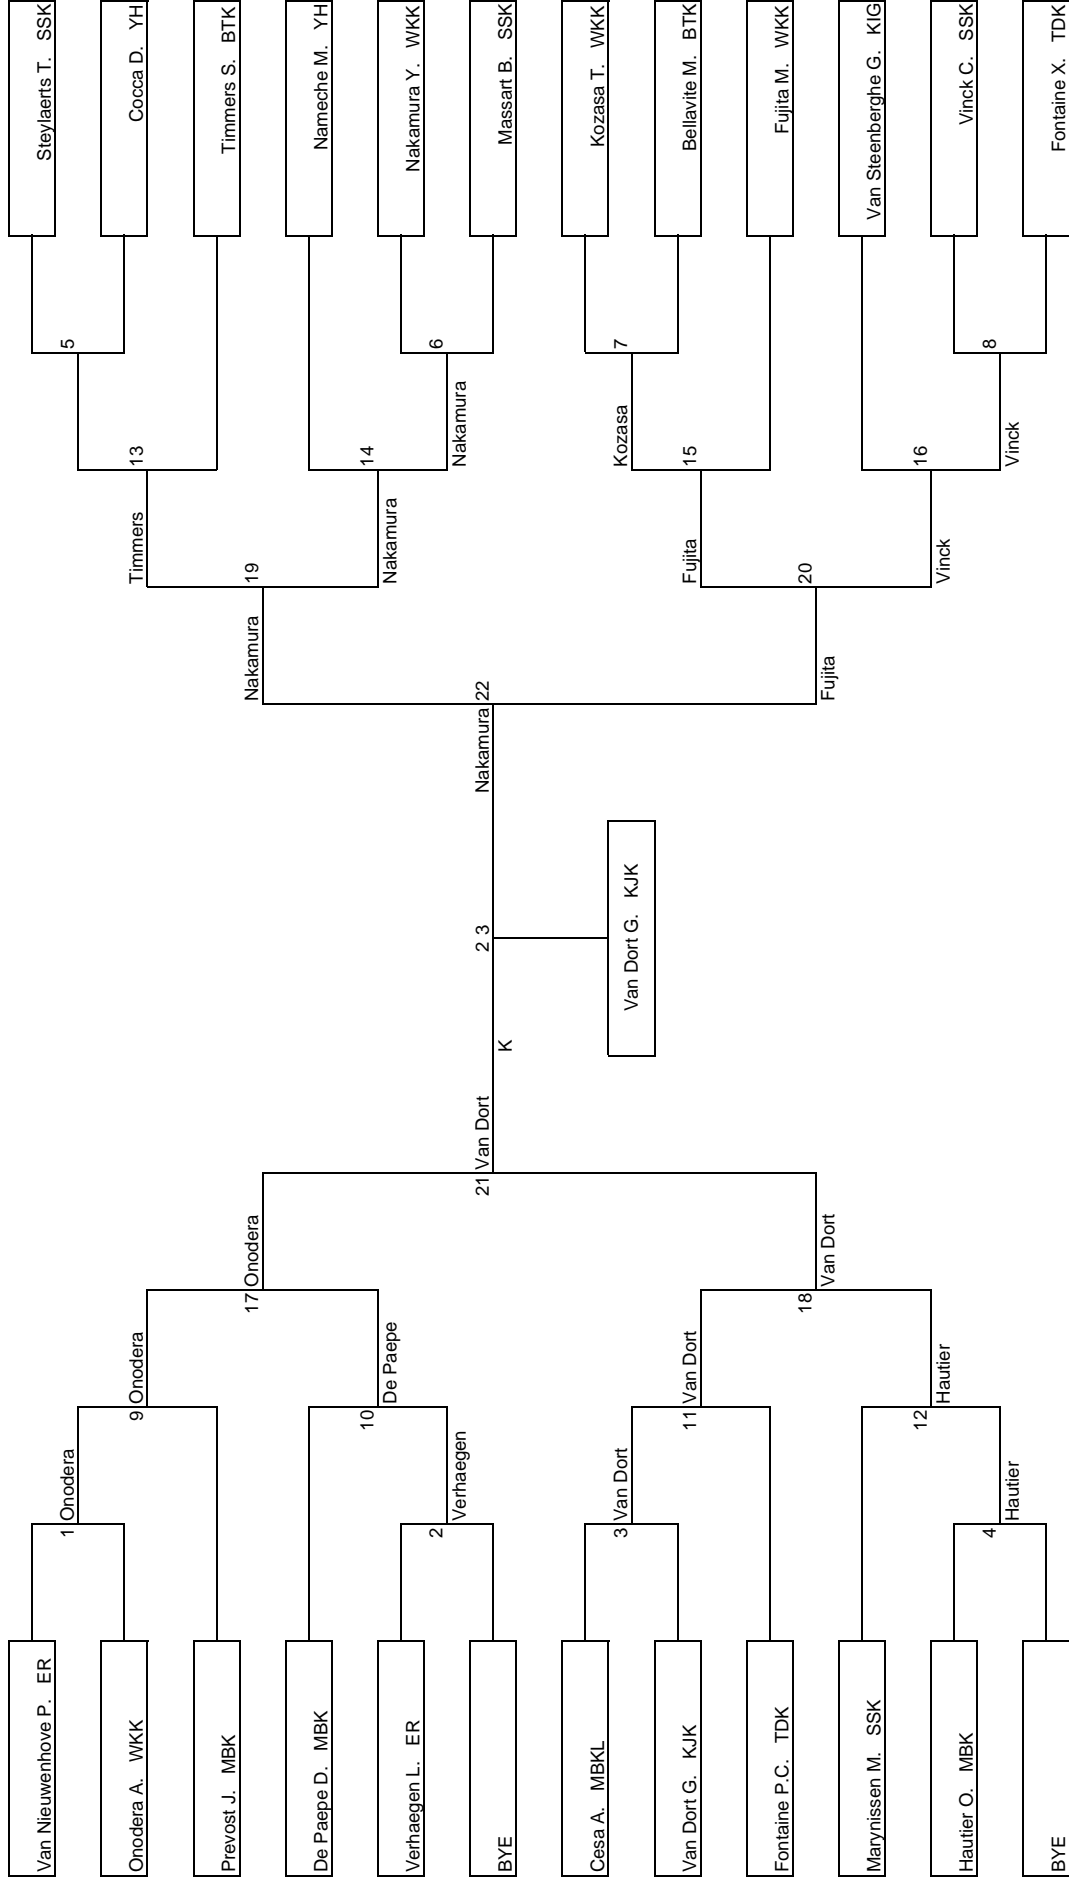 Van Nieuwenhove P. ER
Onodera A. WKK
Prevost J. MBK
De Paepe D. MBK
Verhaegen L. ER
BYE
Cesa A. MBKL
Van Dort G. KJK
Fontaine P.C. TDK
Marynissen M. SSK
Hautier O. MBK
BYE
1
Onodera
2
Verhaegen
3
Van Dort
4
Hautier
9
Onodera
10
De Paepe
11
Van Dort
12
Hautier
17
Onodera
18
Van Dort
21
Van Dort
K
2 3
Van Dort G. KJK
Nakamura
22
Nakamura
Fujita
19
20
Timmers
Nakamura
Fujita
Vinck
13
14
15
16
Nakamura
Kozasa
Vinck
5
6
7
8
Steylaerts T. SSK
Cocca D. YH
Timmers S. BTK
Nameche M. YH
Nakamura Y. WKK
Massart B. SSK
Kozasa T. WKK
Bellavite M. BTK
Fujita M. WKK
Van Steenberghe G. KIG
Vinck C. SSK
Fontaine X. TDK